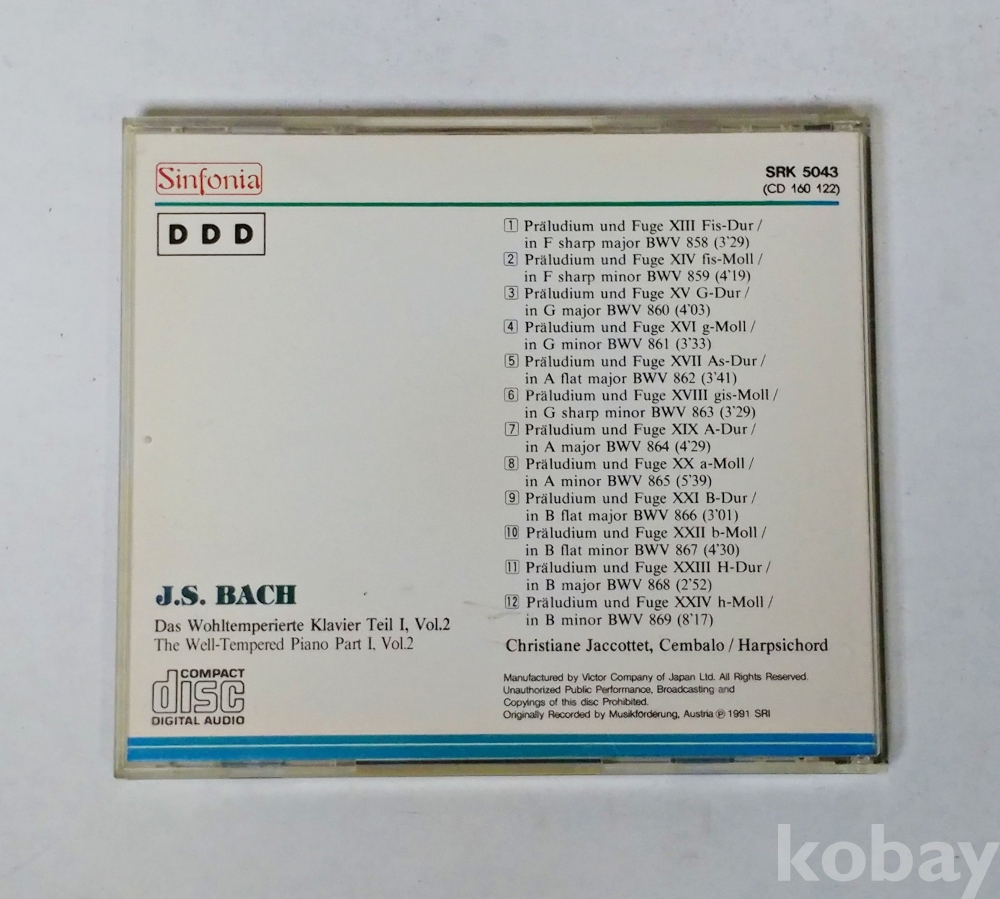 Sinfonia
SRK 5043
(CD 160 122)
DDD
1 Präludium und Fuge XIII Fis-Dur /
in F sharp major BWV 858 (3'29)
2 Präludium und Fuge XIV fis-Moll /
in F sharp minor BWV 859 (4'19)
3 Präludium und Fuge XV G-Dur /
in G major BWV 860 (4'03)
4 Präludium und Fuge XVI g-Moll /
in G minor BWV 861 (3'33)
5 Präludium und Fuge XVII As-Dur /
in A flat major BWV 862 (3'41)
6 Präludium und Fuge XVIII gis-Moll /
in G sharp minor BWV 863 (3'29)
7 Präludium und Fuge XIX A-Dur /
in A major BWV 864 (4'29)
8 Präludium und Fuge XX a-Moll /
in A minor BWV 865 (5'39)
9 Präludium und Fuge XXI B-Dur /
in B flat major BWV 866 (3'01)
10 Präludium und Fuge XXII b-Moll /
in B flat minor BWV 867 (4'30)
11 Präludium und Fuge XXIII H-Dur /
in B major BWV 868 (2'52)
12 Präludium und Fuge XXIV h-Moll /
in B minor BWV 869 (8'17)
J.S. BACH
Das Wohltemperierte Klavier Teil I, Vol.2
The Well-Tempered Piano Part I, Vol.2
Christiane Jaccottet, Cembalo / Harpsichord
COMPACT
disc
DIGITAL AUDIO
Manufactured by Victor Company of Japan Ltd. All Rights Reserved.
Unauthorized Public Performance, Broadcasting and
Copyings of this disc Prohibited.
Originally Recorded by Musikförderung, Austria ℗ 1991 SRI
kobay